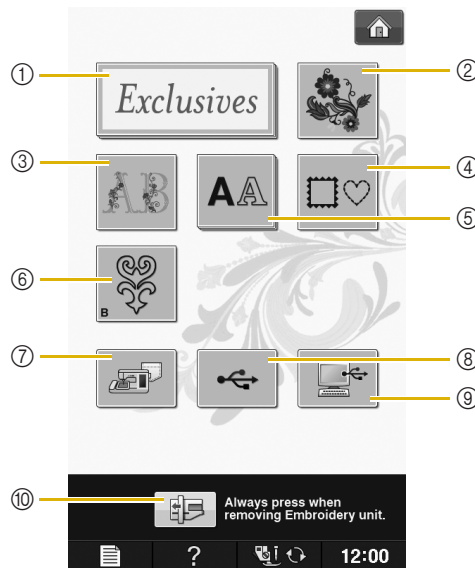 ①
Exclusives
②
③
AB
AA
④
⑤
⑥
B
⑦
⑧
⑨
⑩
Always press when
removing Embroidery unit.
?
12:00